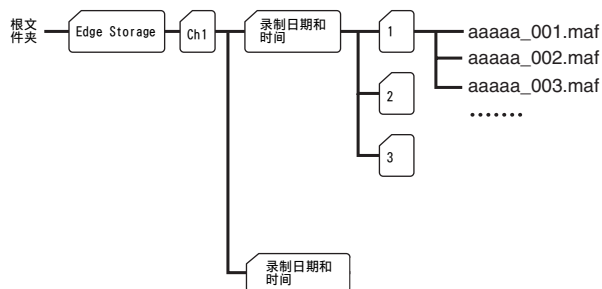 根文
件夹
Edge Storage
Ch1
录制日期和
时间
1
aaaaa_001.maf
aaaaa_002.maf
aaaaa_003.maf
.......
2
3
录制日期和
时间